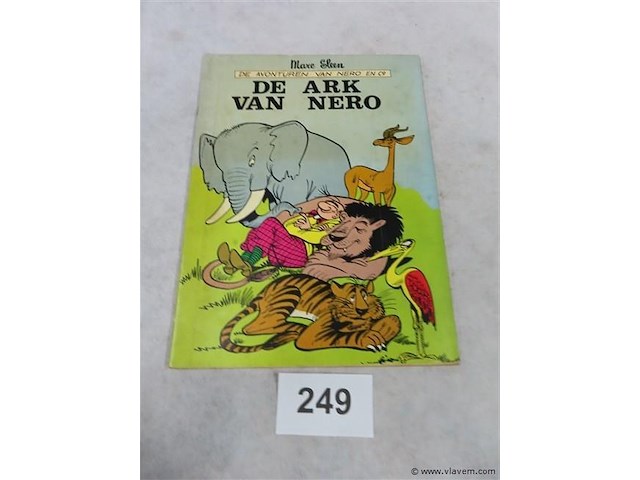 Marc Sleen
DE AVONTUREN VAN NERO EN Co
DE ARK
VAN NERO
249
© www.vlavem.com